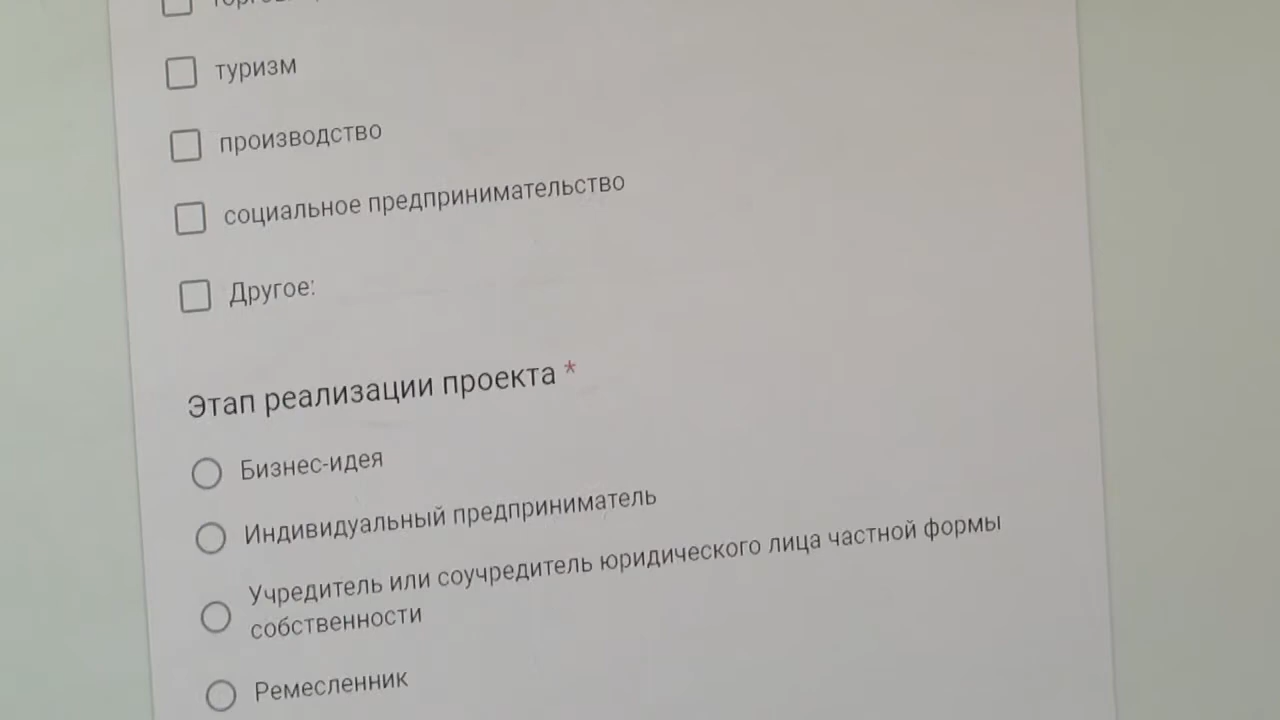 туризм
производство
социальное предпринимательство
Другое:
Этап реализации проекта *
Бизнес-идея
Индивидуальный предприниматель
Учредитель или соучредитель юридического лица частной формы
собственности
Ремесленник